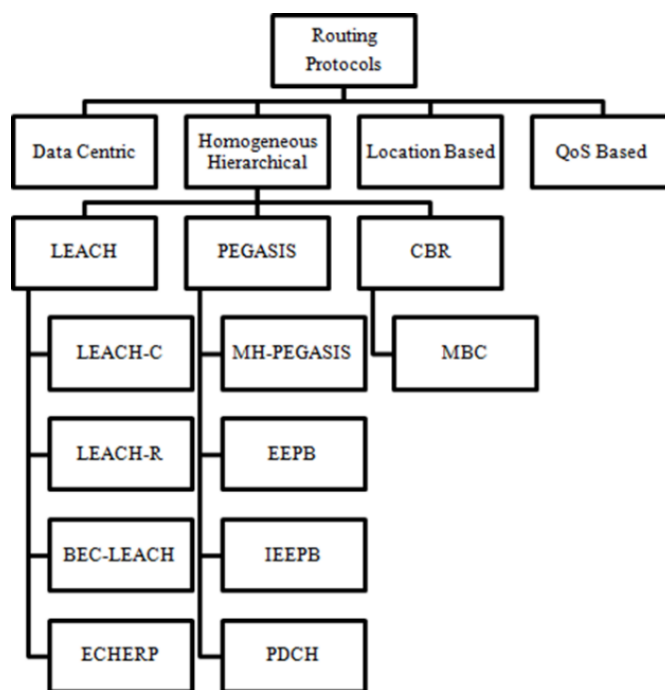 Routing
Protocols
Data Centric
Homogeneous
Hierarchical
Location Based
QoS Based
LEACH
PEGASIS
CBR
LEACH-C
MH-PEGASIS
MBC
LEACH-R
EEPB
BEC-LEACH
IEEPB
ECHERP
PDCH